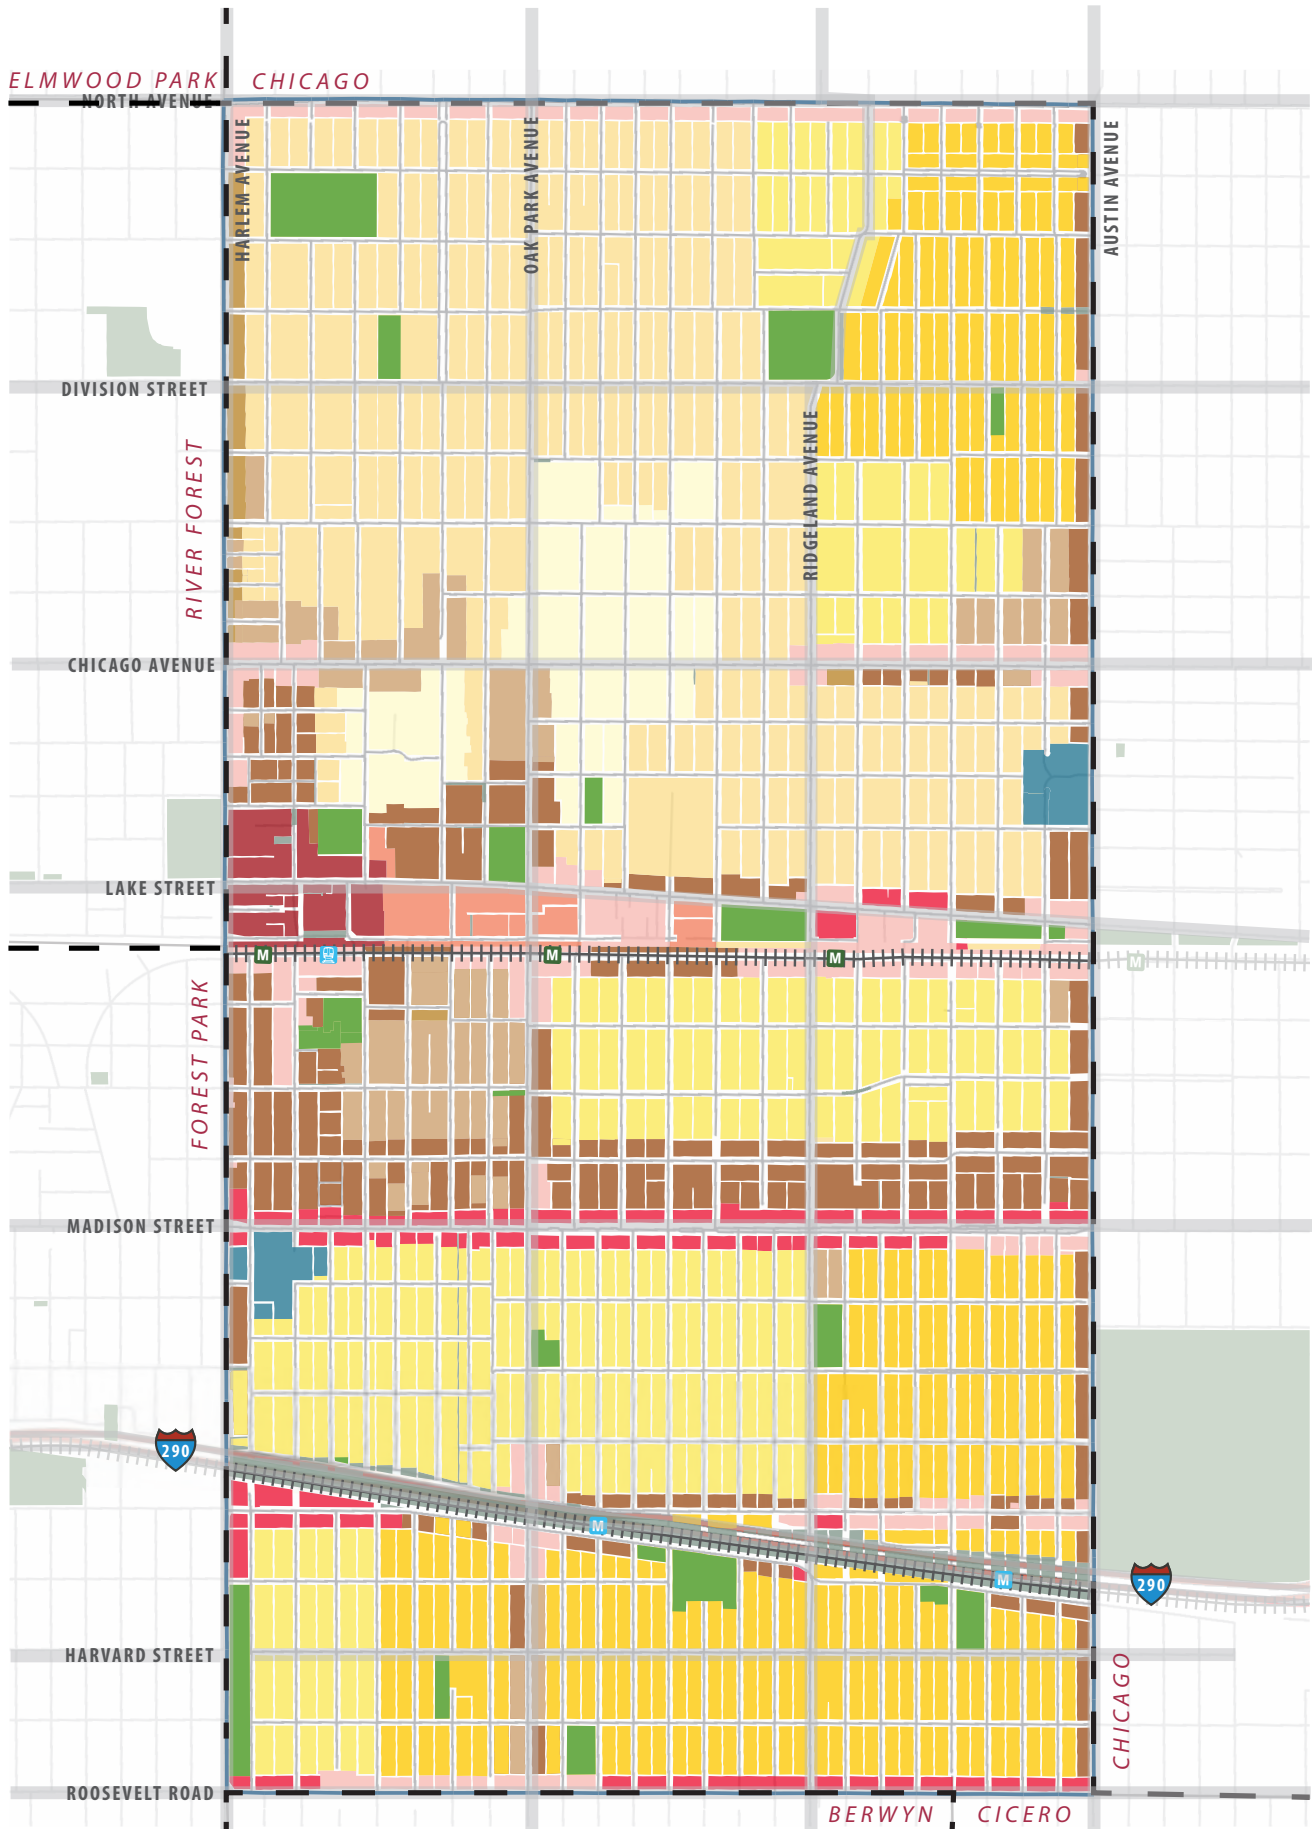 ELMWOOD PARK
CHICAGO
NORTH AVENUE
HARLEM AVENUE
OAK PARK AVENUE
AUSTIN AVENUE
DIVISION STREET
RIDGELAND AVENUE
RIVER FOREST
CHICAGO AVENUE
LAKE STREET
M
M
M
M
FOREST PARK
MADISON STREET
290
M
M
290
HARVARD STREET
CHICAGO
ROOSEVELT ROAD
BERWYN
CICERO